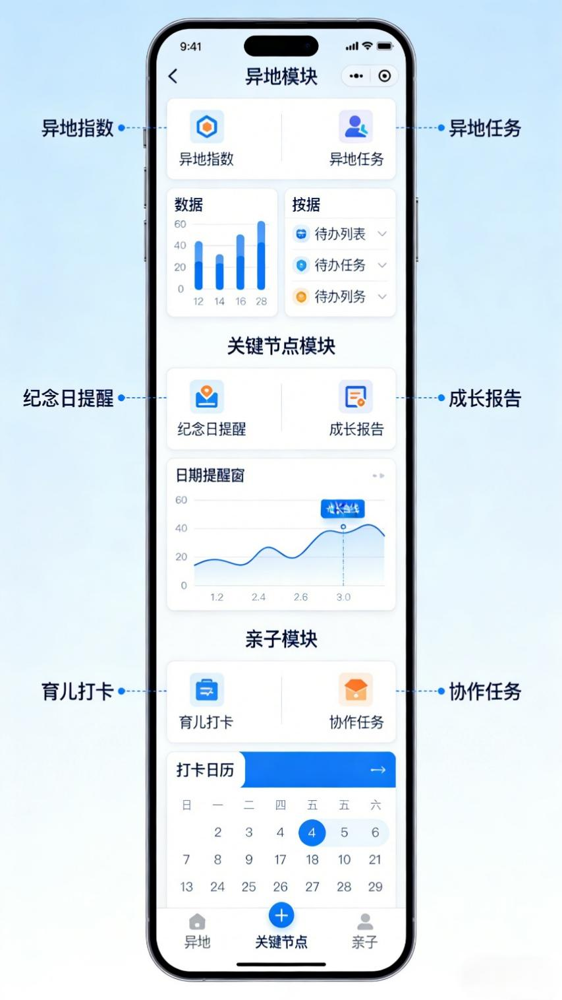 9:41
异地模块
异地指数
异地指数
异地任务
异地任务
数据
60
40
20
0
12 14 16 28
按据
待办列表
待办任务
待办列务
关键节点模块
纪念日提醒
纪念日提醒
成长报告
成长报告
日期提醒窗
60
40
20
0
1.2 2.4 2.6 3.0
亲子模块
育儿打卡
育儿打卡
协作任务
协作任务
打卡日历
日 一 二 四 五 五 六
2 3 4 4 5 6
7 8 9 17 18 10 21
13 24 25 26 27 28 29
异地
关键节点
亲子